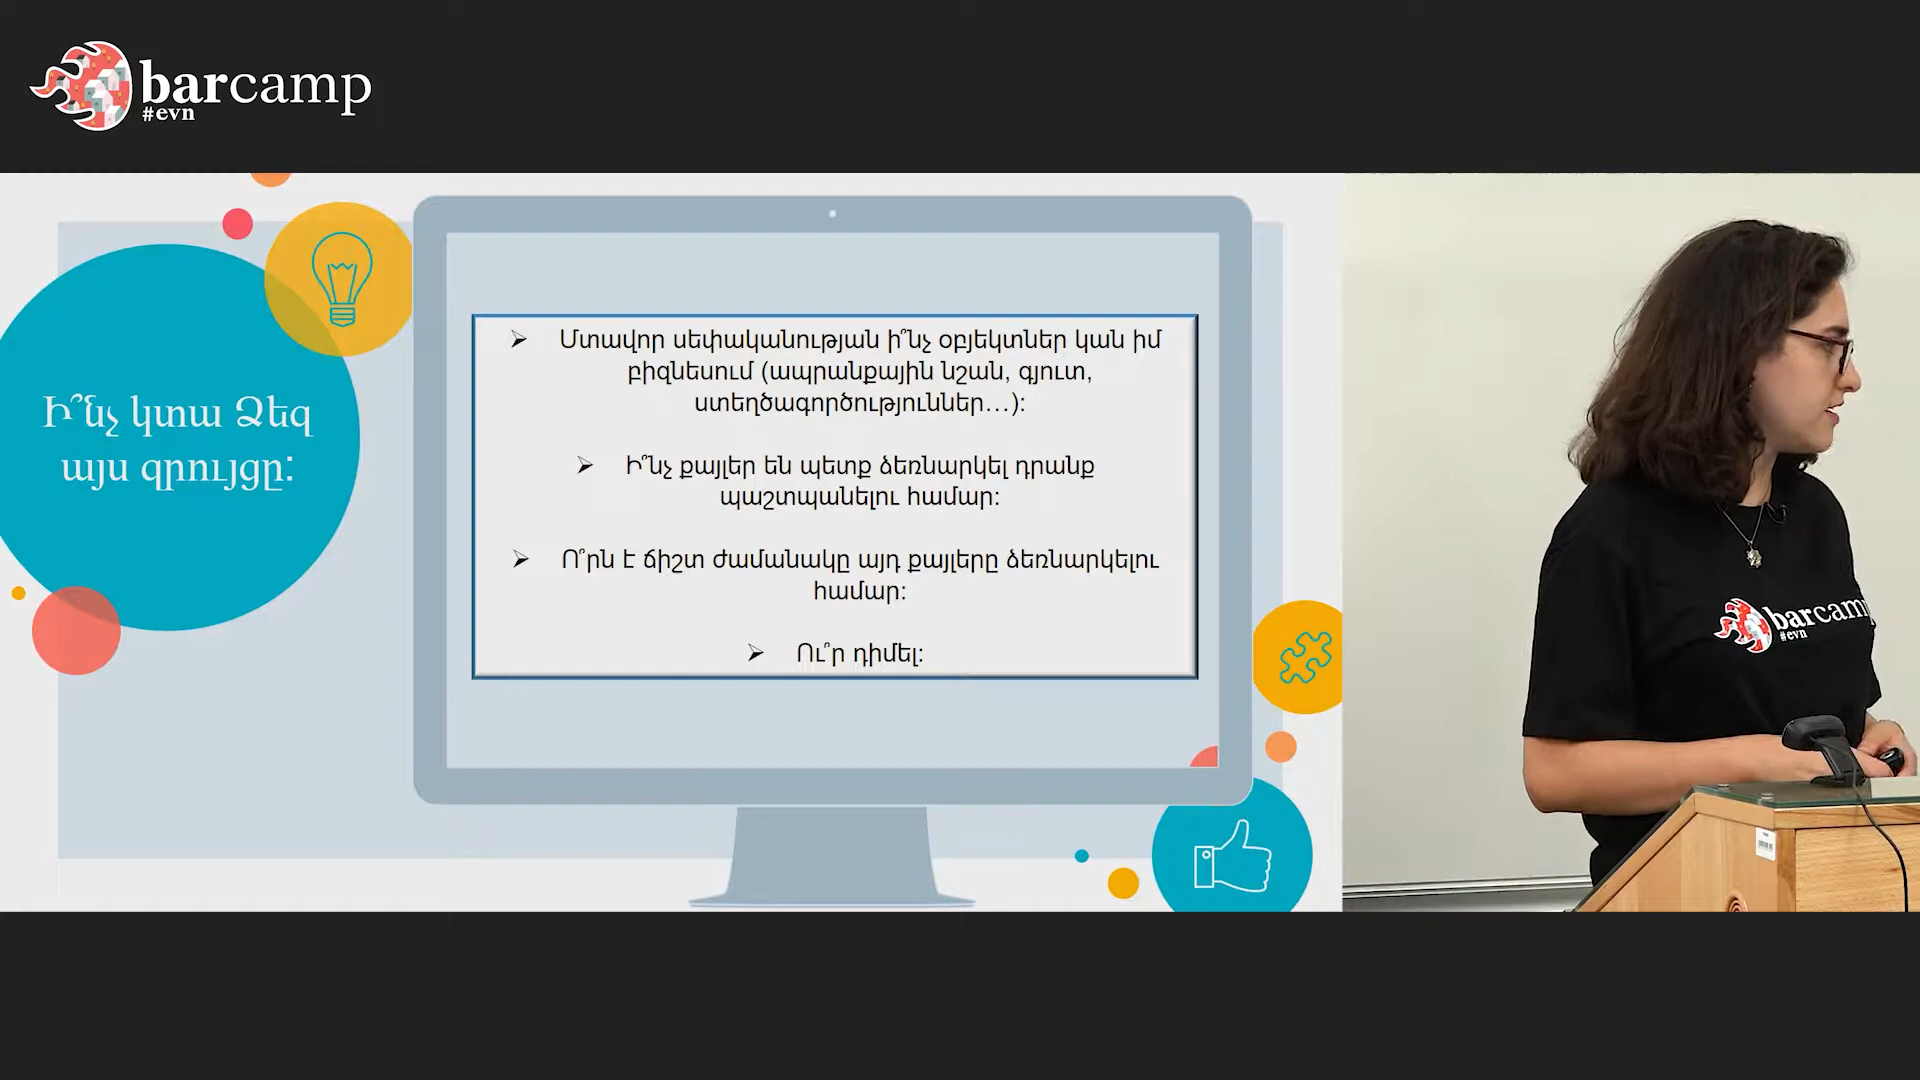 barcamp
#evn
Ի՞նչ կտա Ձեզ
այս զրույցը:
➢ Մտավոր սեփականության ի՞նչ օբյեկտներ կան իմ
բիզնեսում (ապրանքային նշան, գյուտ,
ստեղծագործություններ…):
➢ Ի՞նչ քայլեր են պետք ձեռնարկել դրանք
պաշտպանելու համար:
➢ Ո՞րն է ճիշտ ժամանակը այդ քայլերը ձեռնարկելու
համար:
➢ Ու՞ր դիմել:
barcamp
#evn